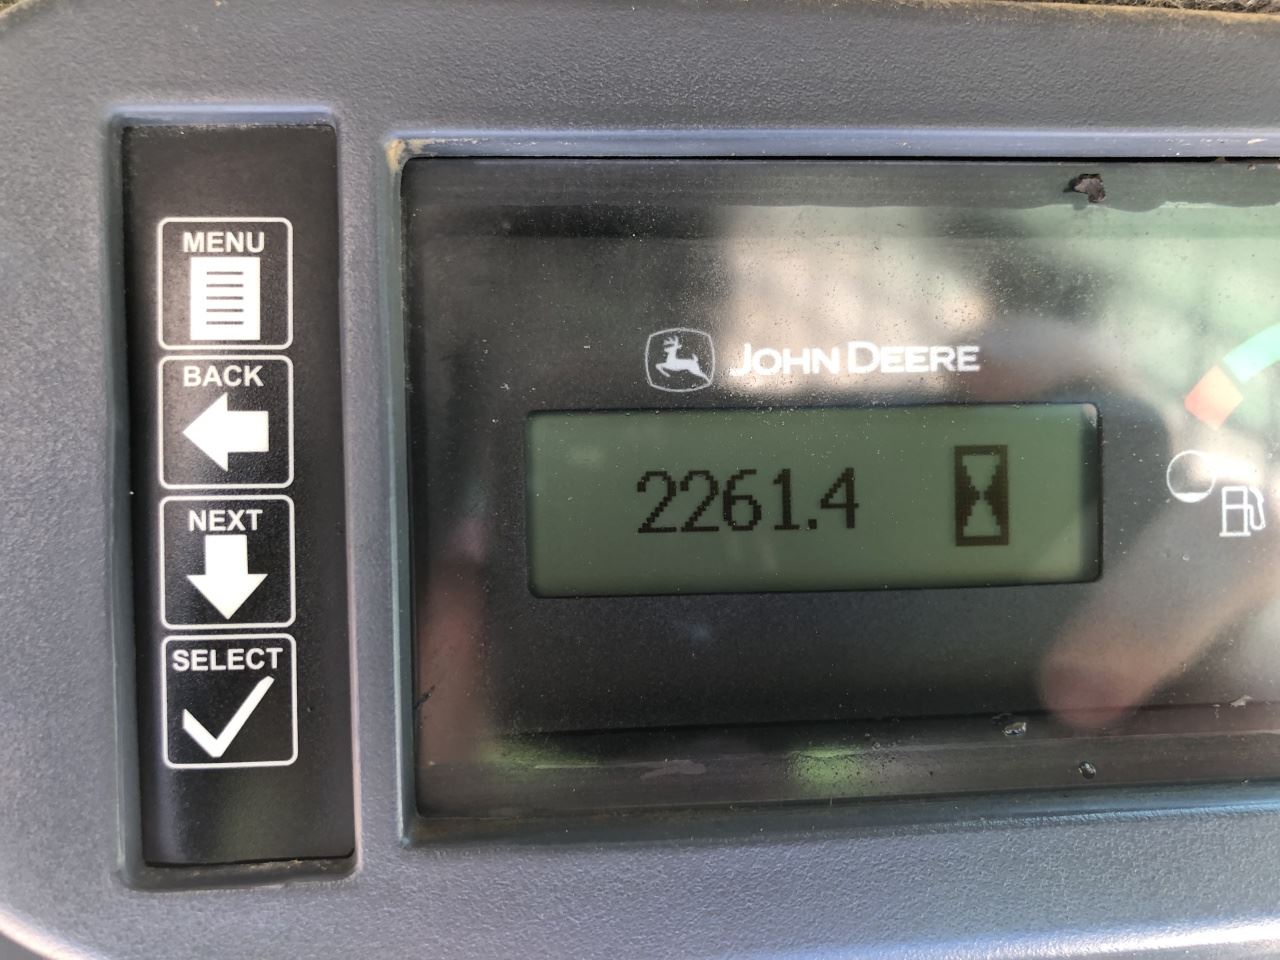 MENU
BACK
NEXT
SELECT
JOHN DEERE
2261.4